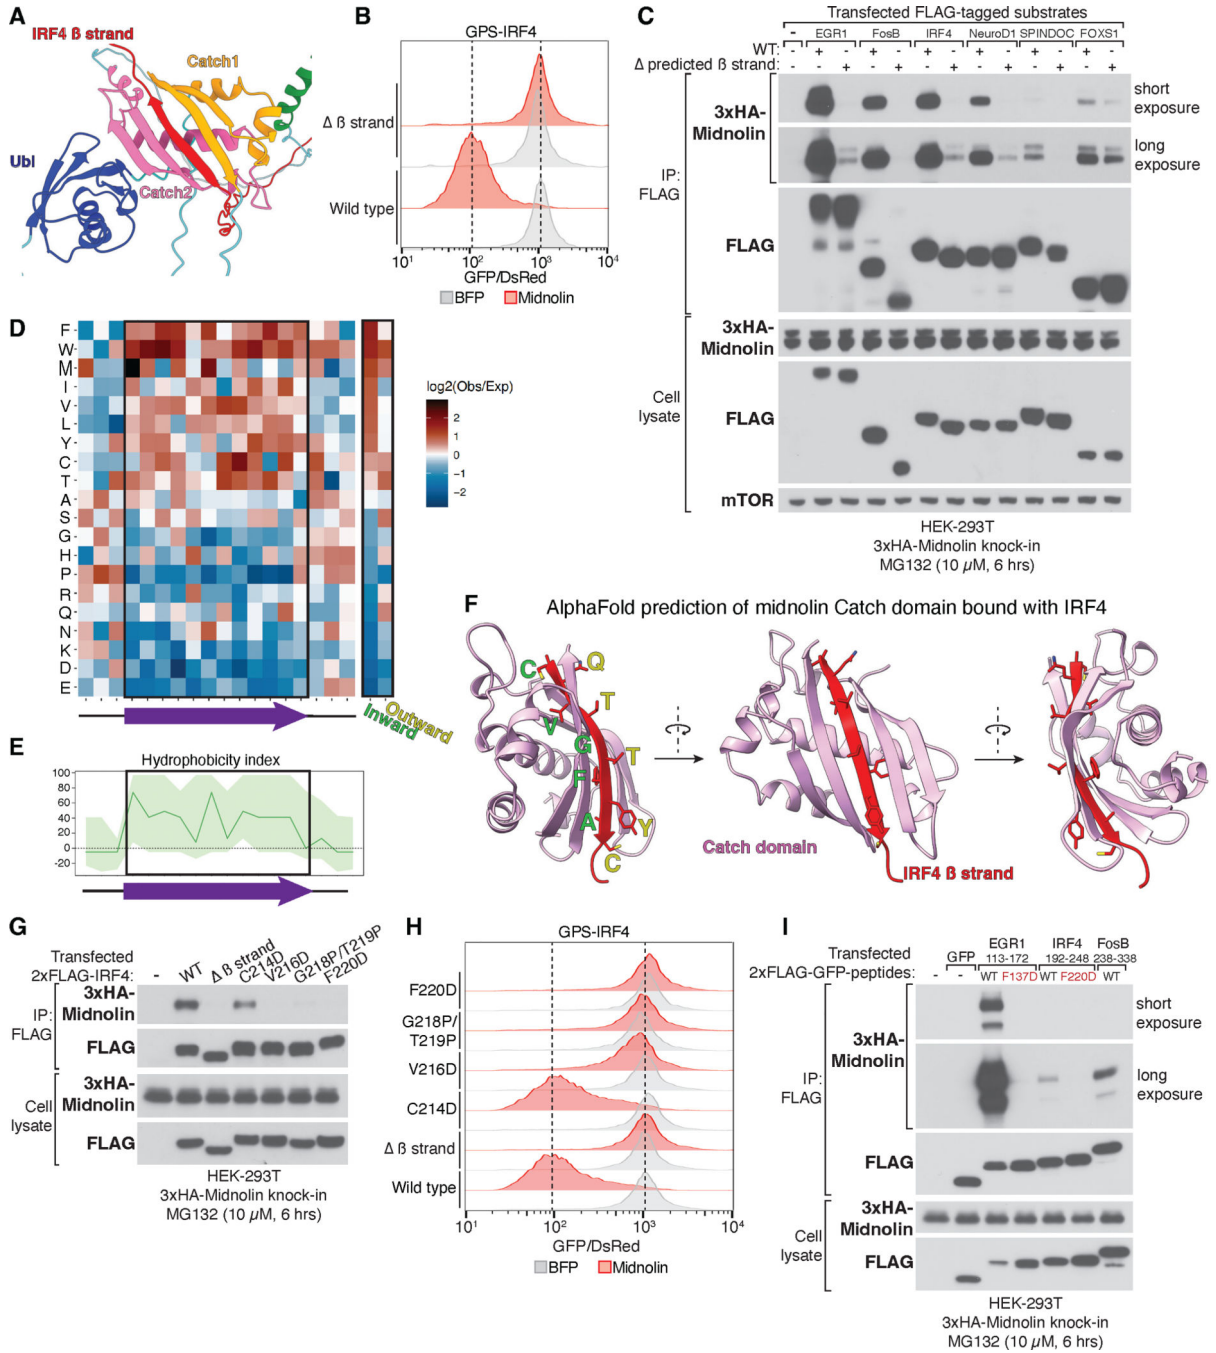 A
IRF4 ß strand
Catch1
Ubl
Catch2
B
GPS-IRF4
Δ ß strand
Wild type
10¹ 10² 10³ 10⁴
GFP/DsRed
BFP Midnolin
C
Transfected FLAG-tagged substrates
- EGR1 FosB IRF4 NeuroD1 SPINDOC FOXS1
WT: - + - + - + - + - + - + -
Δ predicted ß strand: - - + - + - + - + - + - +
IP: FLAG
3xHA-Midnolin
short exposure
long exposure
FLAG
Cell lysate
3xHA-Midnolin
FLAG
mTOR
HEK-293T
3xHA-Midnolin knock-in
MG132 (10 µM, 6 hrs)
D
F
W
M
I
V
L
Y
C
T
A
S
G
H
P
R
Q
N
K
D
E
log2(Obs/Exp)
2
1
0
−1
−2
Inward
Outward
E
Hydrophobicity index
100
80
60
40
20
0
-20
F
AlphaFold prediction of midnolin Catch domain bound with IRF4
C Q
T
V
G
T
F
A Y
C
Catch domain
IRF4 ß strand
G
Transfected
2xFLAG-IRF4:
- WT Δ ß strand C214D V216D G218P/T219P F220D
IP: FLAG
3xHA-Midnolin
FLAG
Cell lysate
3xHA-Midnolin
FLAG
HEK-293T
3xHA-Midnolin knock-in
MG132 (10 µM, 6 hrs)
H
GPS-IRF4
F220D
G218P/
T219P
V216D
C214D
Δ ß strand
Wild type
10¹ 10² 10³ 10⁴
GFP/DsRed
BFP Midnolin
I
Transfected
2xFLAG-GFP-peptides:
EGR1 IRF4 FosB
GFP 113-172 192-248 238-338
- - WT F137D WT F220D WT
IP: FLAG
3xHA-Midnolin
short exposure
long exposure
FLAG
Cell lysate
3xHA-Midnolin
FLAG
HEK-293T
3xHA-Midnolin knock-in
MG132 (10 µM, 6 hrs)